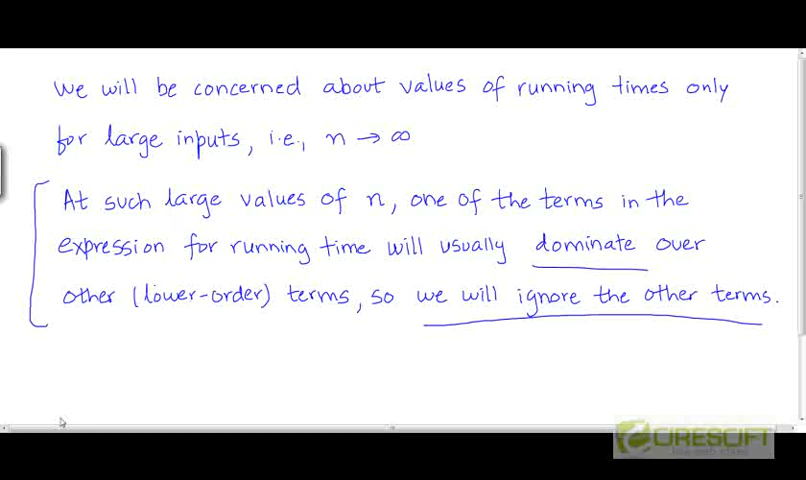 We will be concerned about values of running times only
for large inputs, i.e., n → ∞
At such large values of n, one of the terms in the
expression for running time will usually dominate over
other (lower-order) terms, so we will ignore the other terms.